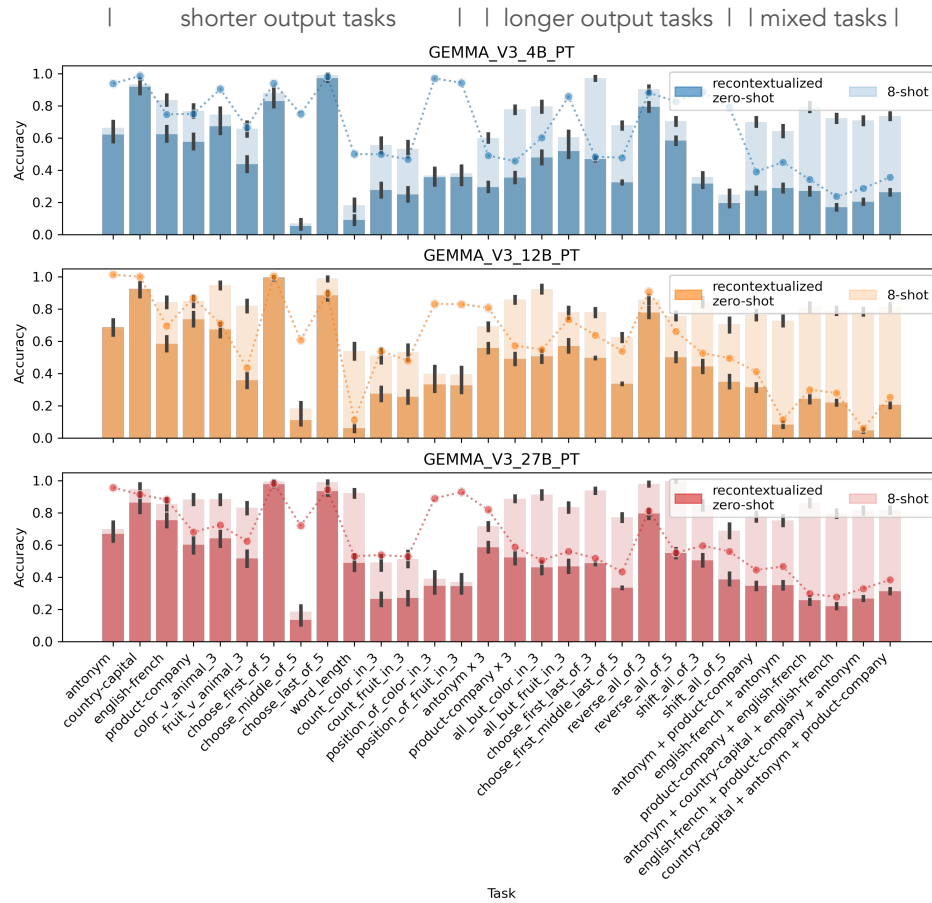 | shorter output tasks | | longer output tasks | | mixed tasks |
GEMMA_V3_4B_PT
Accuracy
1.0
0.8
0.6
0.4
0.2
0.0
recontextualized
zero-shot
8-shot
GEMMA_V3_12B_PT
Accuracy
1.0
0.8
0.6
0.4
0.2
0.0
recontextualized
zero-shot
8-shot
GEMMA_V3_27B_PT
Accuracy
1.0
0.8
0.6
0.4
0.2
0.0
recontextualized
zero-shot
8-shot
antonym
country-capital
english-french
product-company
color_v_animal_3
fruit_v_animal_3
choose_first_of_5
chose_middle_of_5
choose_last_of_5
word_length
count_color_in_3
count_fruit_in_3
position_of_color_in_3
position_of_fruit_in_3
antonym x 3
product-company x 3
all_but_color_in_3
all_but_fruit_in_3
choose_first_last_of_3
choose_first_middle_last_of_5
reverse_all_of_3
reverse_all_of_5
shift_all_of_3
shift_all_of_5
antonym + product-company
english-french + antonym
product-company + english-french
antonym + country-capital + english-french
english-french + product-company + antonym
country-capital + antonym + product-company
Task